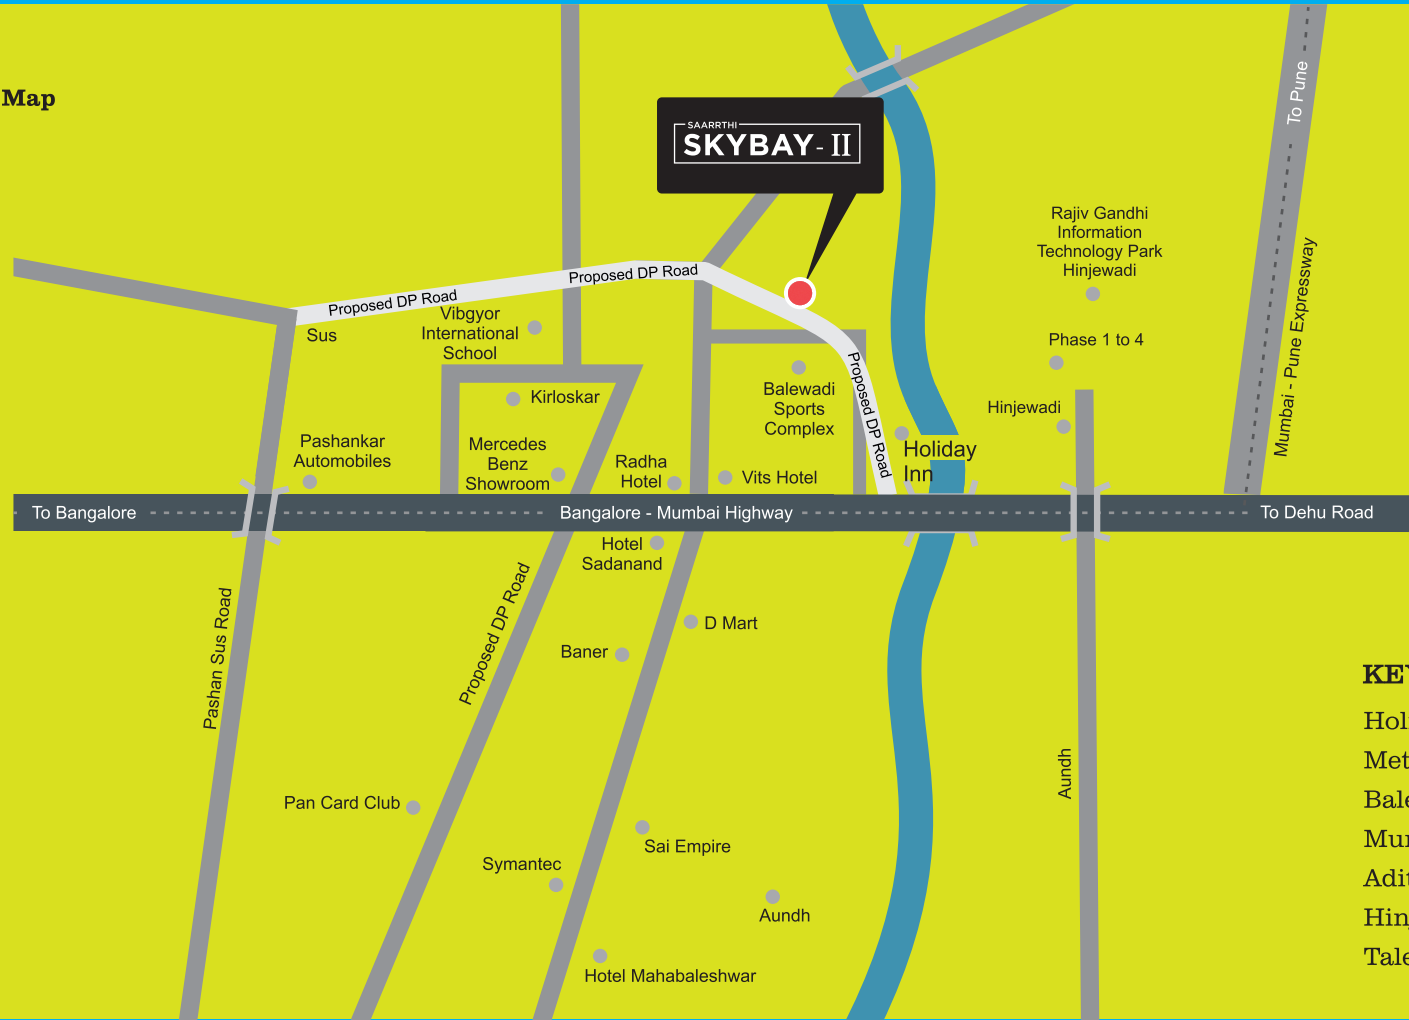 Map
SAARRTHI
SKYBAY - II
To Pune
Mumbai - Pune Expressway
Rajiv Gandhi
Information
Technology Park
Hinjewadi
Phase 1 to 4
Hinjewadi
Proposed DP Road
Proposed DP Road
Proposed DP Road
Sus
Vibgyor
International
School
Kirloskar
Balewadi
Sports
Complex
Pashankar
Automobiles
Mercedes
Benz
Showroom
Radha
Hotel
Vits Hotel
Holiday
Inn
To Bangalore
Bangalore - Mumbai Highway
To Dehu Road
Hotel
Sadanand
Pashan Sus Road
Proposed DP Road
D Mart
Baner
Pan Card Club
Sai Empire
Symantec
Aundh
Hotel Mahabaleshwar
Aundh
KE
Hol
Met
Bale
Mu
Adit
Hin
Tale